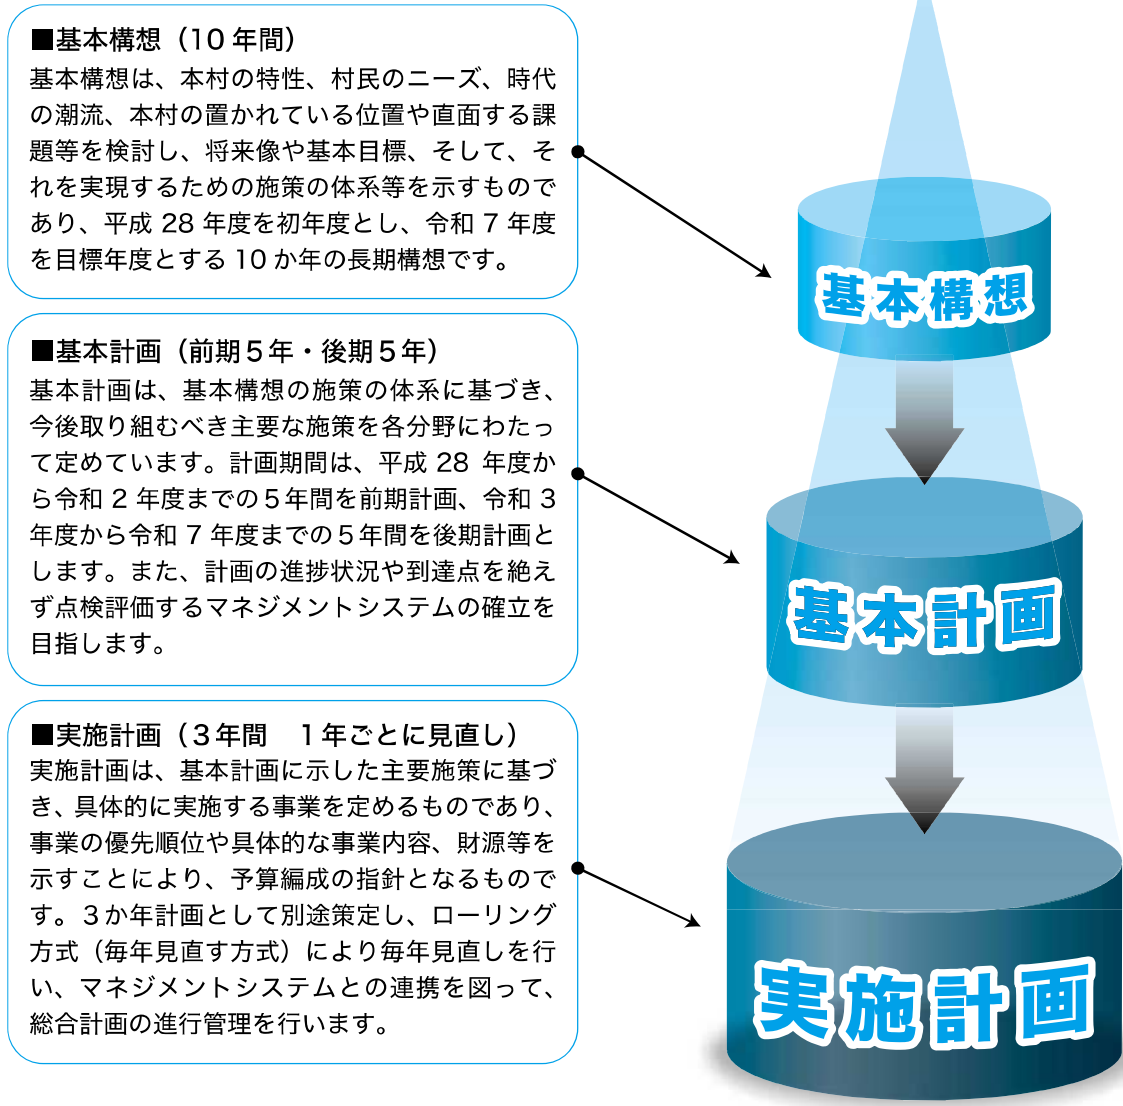 ■基本構想（10 年間）
基本構想は、本村の特性、村民のニーズ、時代
の潮流、本村の置かれている位置や直面する課
題等を検討し、将来像や基本目標、そして、そ
れを実現するための施策の体系等を示すもので
あり、平成 28 年度を初年度とし、令和 7 年度
を目標年度とする 10 か年の長期構想です。
基本構想
■基本計画（前期５年・後期５年）
基本計画は、基本構想の施策の体系に基づき、
今後取り組むべき主要な施策を各分野にわたっ
て定めています。計画期間は、平成 28 年度か
ら令和 2 年度までの５年間を前期計画、令和 3
年度から令和 7 年度までの５年間を後期計画と
します。また、計画の進捗状況や到達点を絶え
ず点検評価するマネジメントシステムの確立を
目指します。
基本計画
■実施計画（３年間　１年ごとに見直し）
実施計画は、基本計画に示した主要施策に基づ
き、具体的に実施する事業を定めるものであり、
事業の優先順位や具体的な事業内容、財源等を
示すことにより、予算編成の指針となるもので
す。３か年計画として別途策定し、ローリング
方式（毎年見直す方式）により毎年見直しを行
い、マネジメントシステムとの連携を図って、
総合計画の進行管理を行います。
実施計画